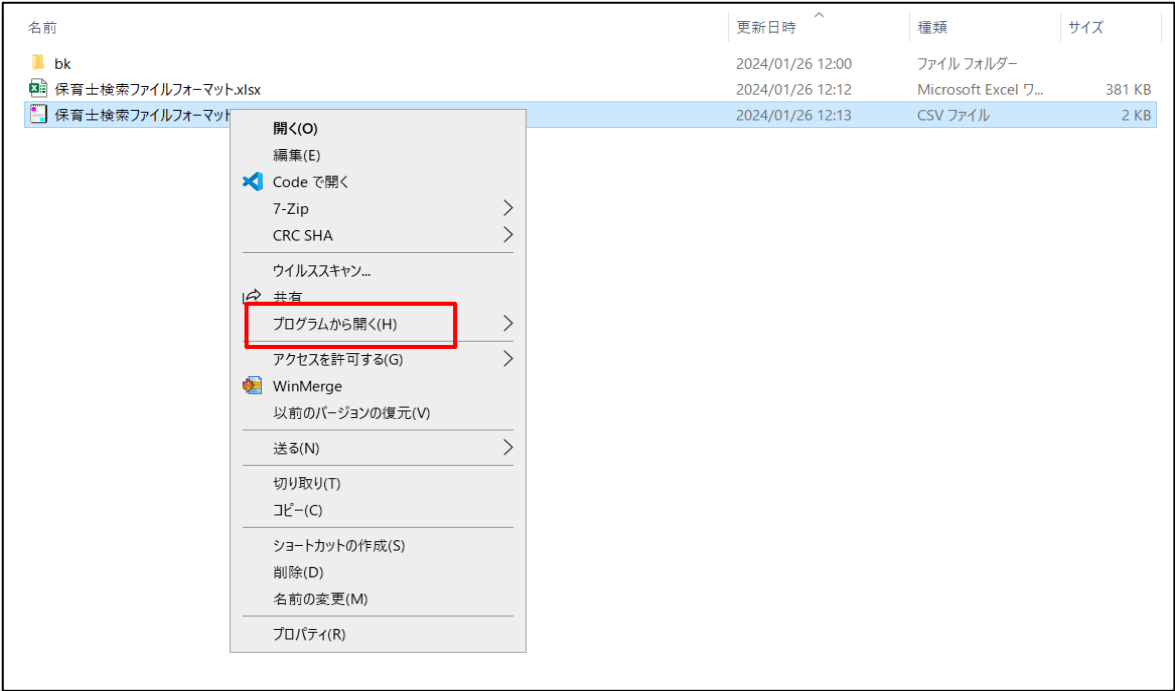 名前 更新日時 種類 サイズ
bk 2024/01/26 12:00 ファイル フォルダー
保育士検索ファイルフォーマット.xlsx 2024/01/26 12:12 Microsoft Excel ワ... 381 KB
保育士検索ファイルフォーマット 2024/01/26 12:13 CSV ファイル 2 KB
開く(O)
編集(E)
Code で開く
7-Zip
CRC SHA
ウイルススキャン...
共有
プログラムから開く(H)
アクセスを許可する(G)
WinMerge
以前のバージョンの復元(V)
送る(N)
切り取り(T)
コピー(C)
ショートカットの作成(S)
削除(D)
名前の変更(M)
プロパティ(R)